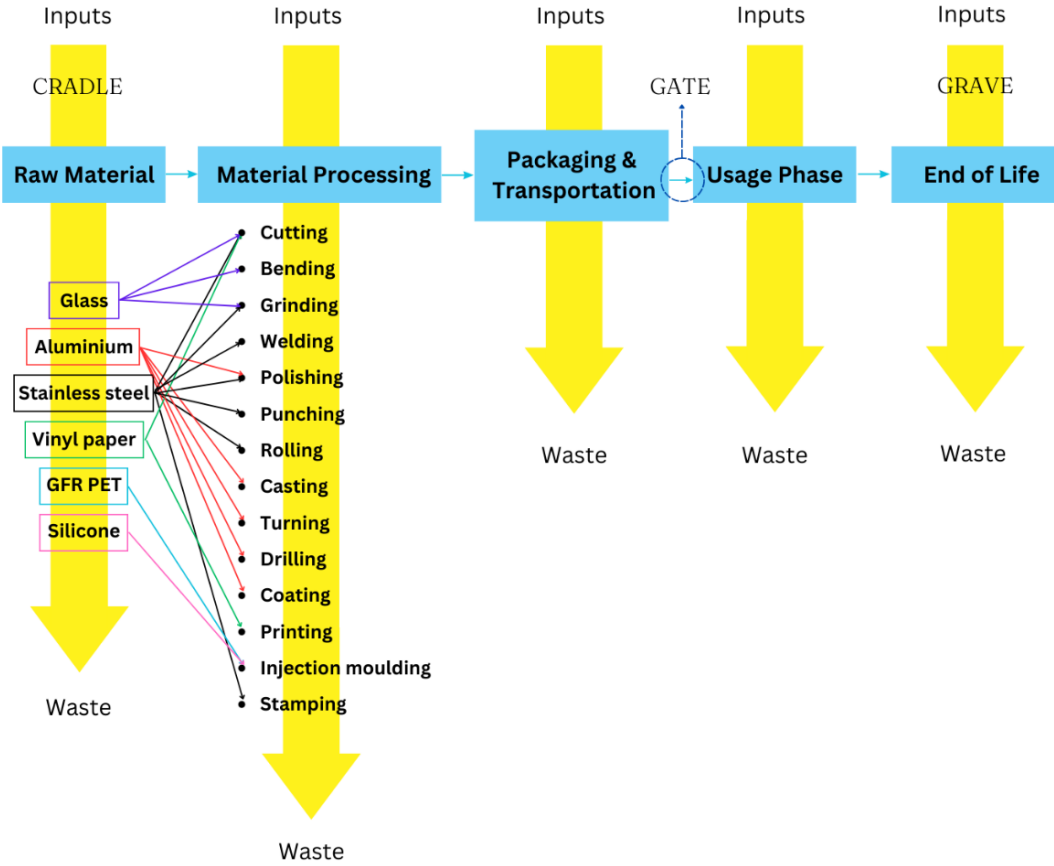 Inputs
Inputs
Inputs
Inputs
Inputs
CRADLE
GATE
GRAVE
Raw Material
Material Processing
Packaging &
Transportation
Usage Phase
End of Life
Cutting
Bending
Grinding
Welding
Polishing
Punching
Rolling
Casting
Turning
Drilling
Coating
Printing
Injection moulding
Stamping
Glass
Aluminium
Stainless steel
Vinyl paper
GFR PET
Silicone
Waste
Waste
Waste
Waste
Waste